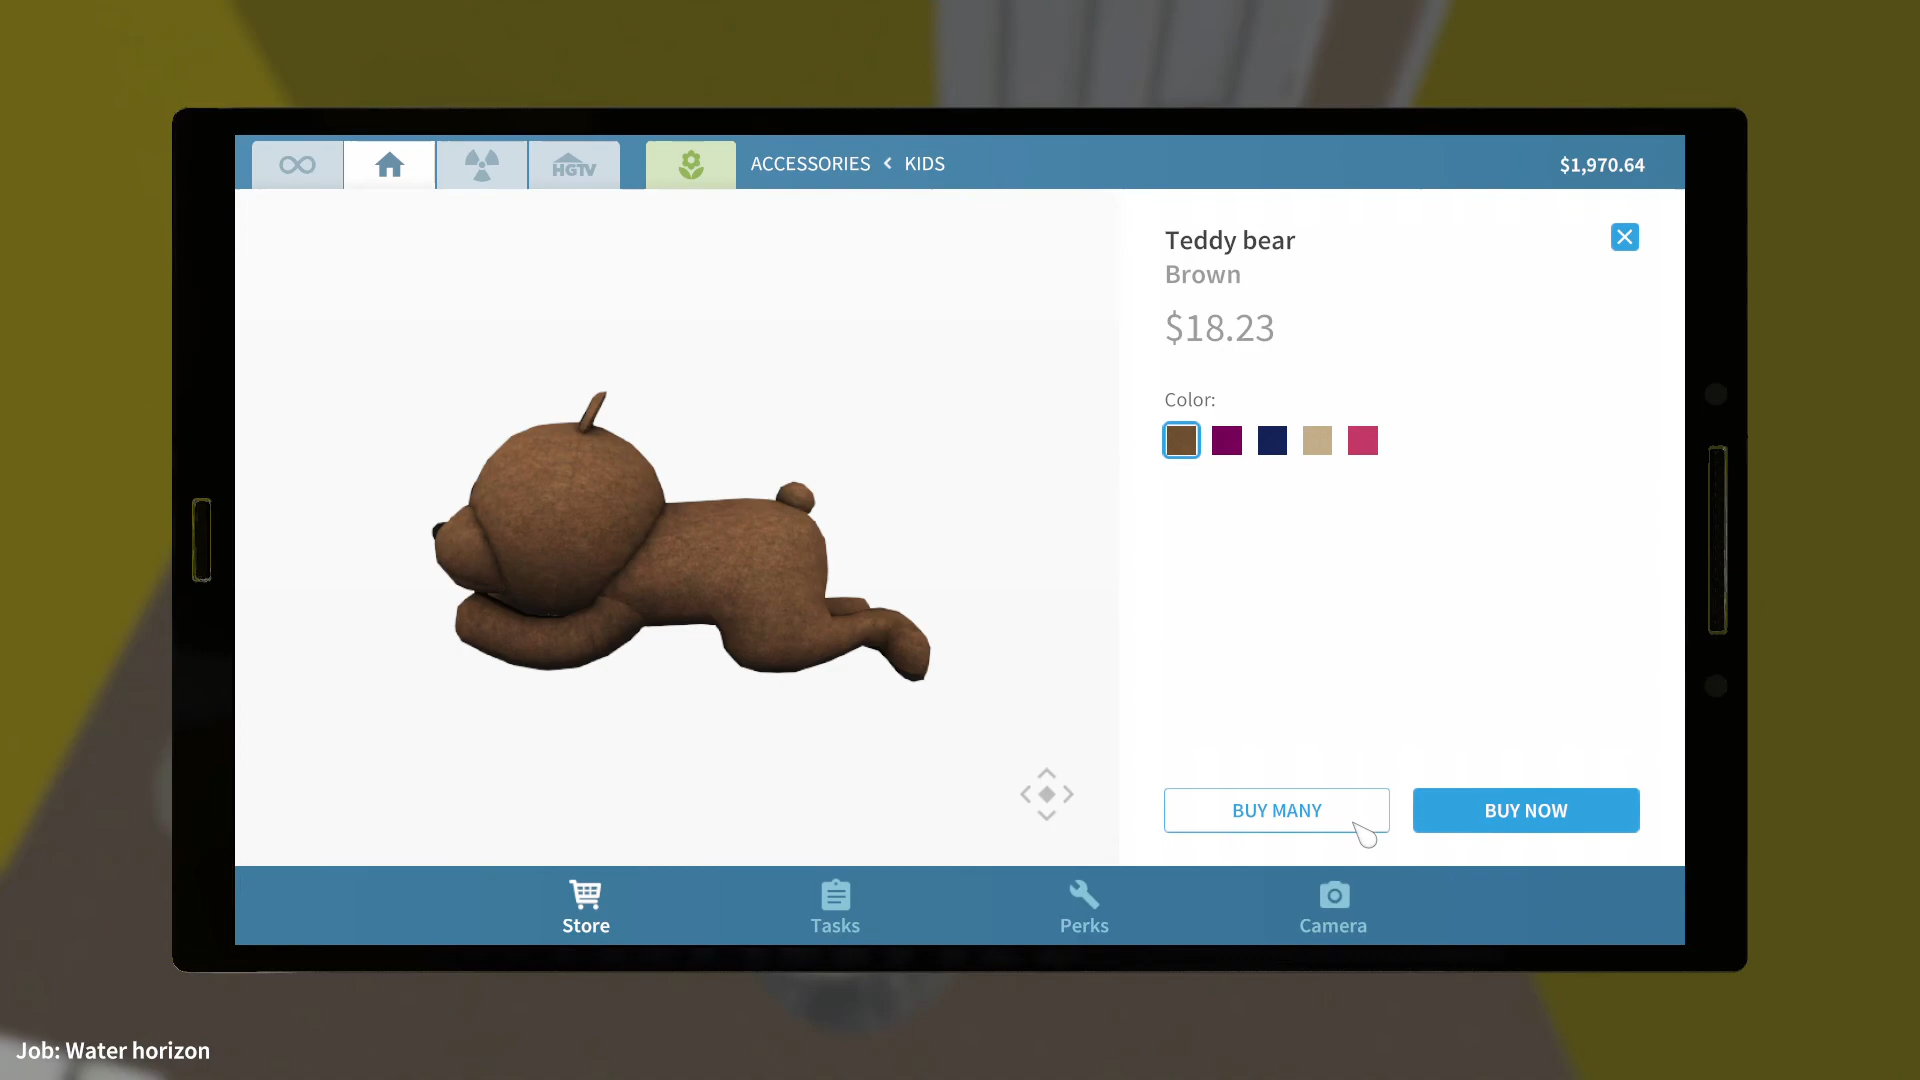 HGTV
ACCESSORIES < KIDS
$1,970.64
Teddy bear
Brown
$18.23
Color:
BUY MANY
BUY NOW
Store
Tasks
Perks
Camera
Job: Water horizon